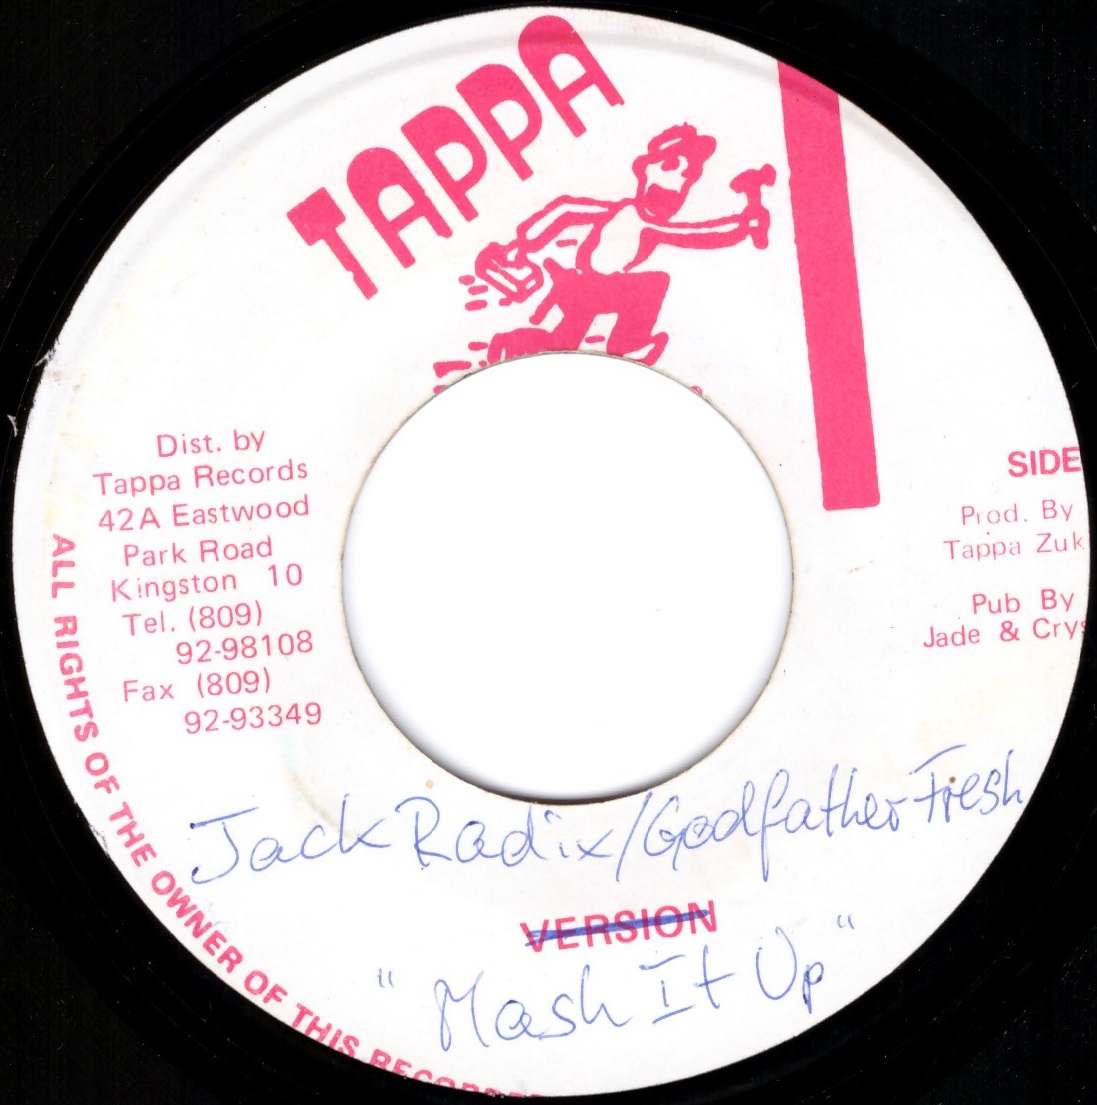 TAPPA
Dist. by
Tappa Records
42A Eastwood
Park Road
Kingston 10
Tel. (809)
92-98108
Fax (809)
92-93349
SIDE
Prod. By
Tappa Zuk
Pub By
Jade & Crys
Jack Radix/Godfather Fresh
VERSION
"Mash It Up"
ALL RIGHTS OF THE OWNER OF THIS RECORDED